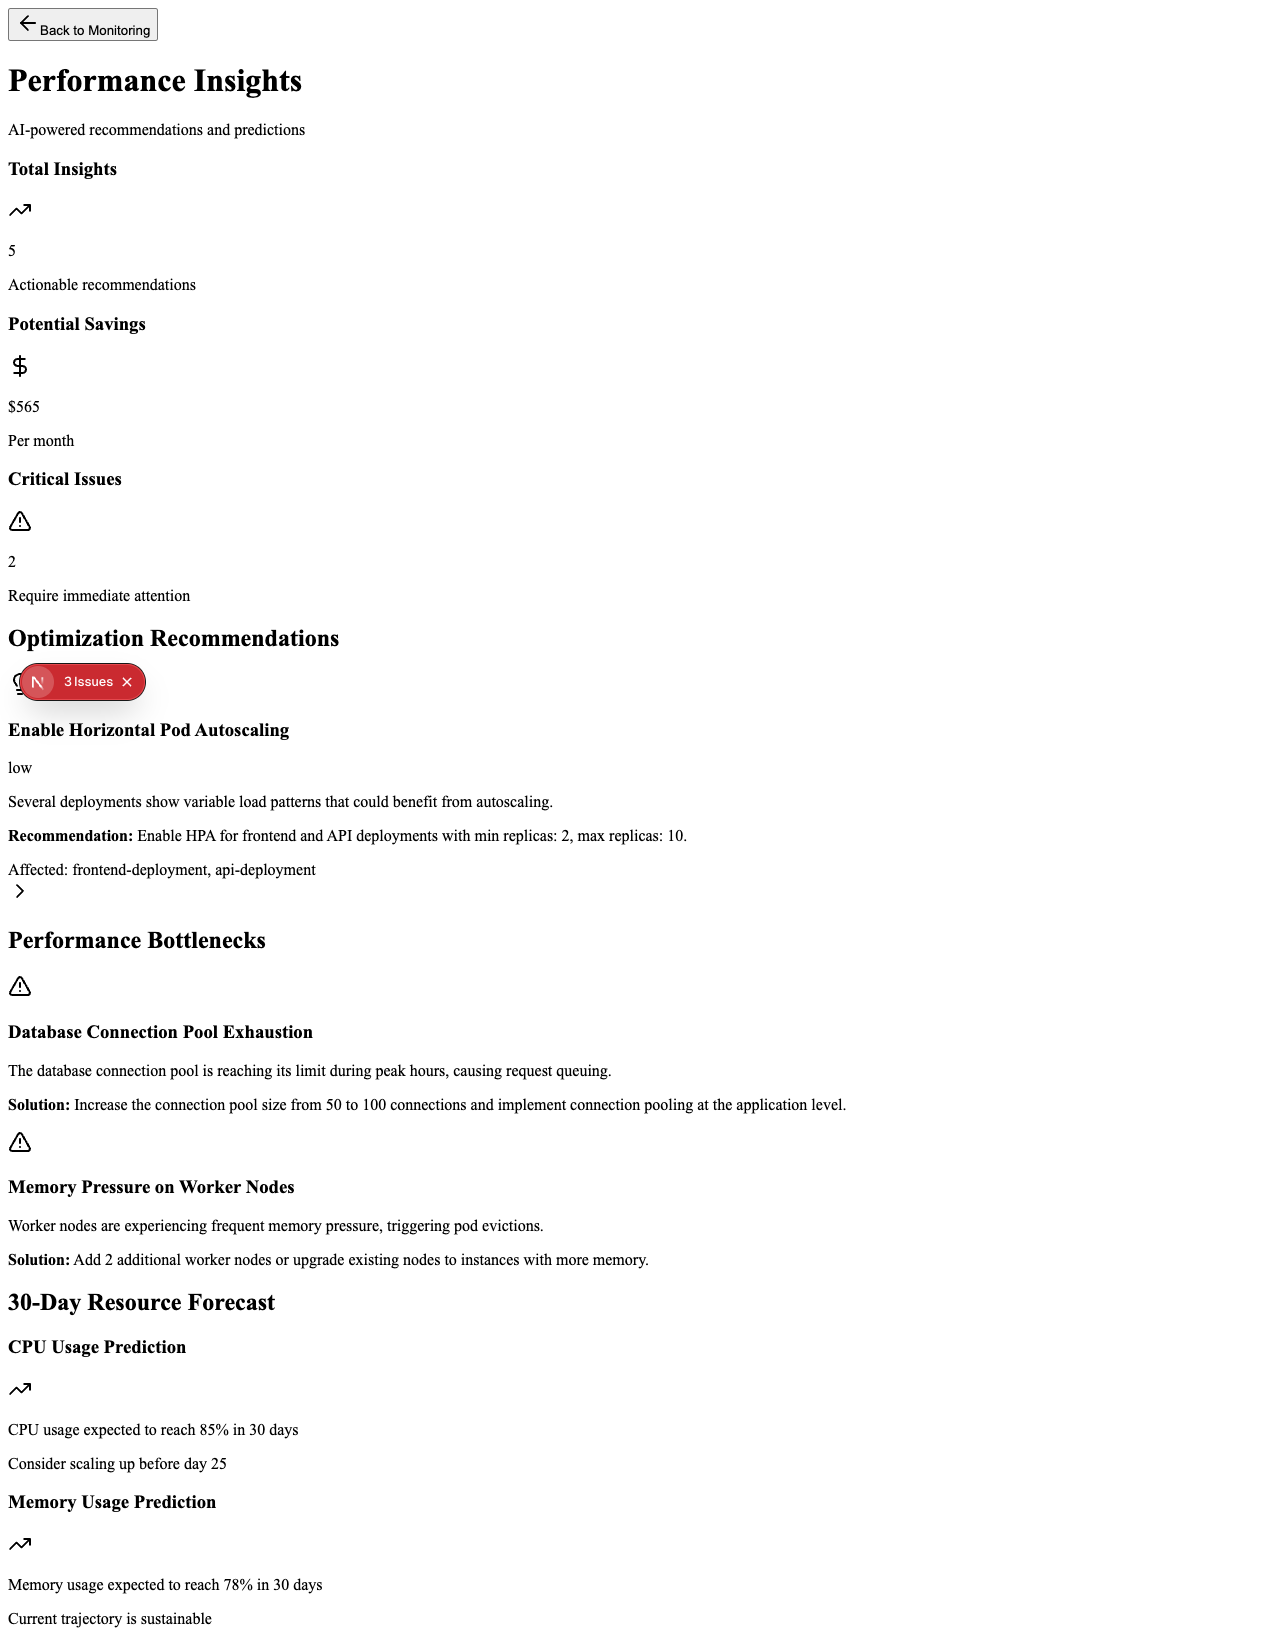 Back to Monitoring
Performance Insights
AI-powered recommendations and predictions
Total Insights
5
Actionable recommendations
Potential Savings
$565
Per month
Critical Issues
2
Require immediate attention
Optimization Recommendations
3 Issues
Enable Horizontal Pod Autoscaling
low
Several deployments show variable load patterns that could benefit from autoscaling.
Recommendation: Enable HPA for frontend and API deployments with min replicas: 2, max replicas: 10.
Affected: frontend-deployment, api-deployment
Performance Bottlenecks
Database Connection Pool Exhaustion
The database connection pool is reaching its limit during peak hours, causing request queuing.
Solution: Increase the connection pool size from 50 to 100 connections and implement connection pooling at the application level.
Memory Pressure on Worker Nodes
Worker nodes are experiencing frequent memory pressure, triggering pod evictions.
Solution: Add 2 additional worker nodes or upgrade existing nodes to instances with more memory.
30-Day Resource Forecast
CPU Usage Prediction
CPU usage expected to reach 85% in 30 days
Consider scaling up before day 25
Memory Usage Prediction
Memory usage expected to reach 78% in 30 days
Current trajectory is sustainable